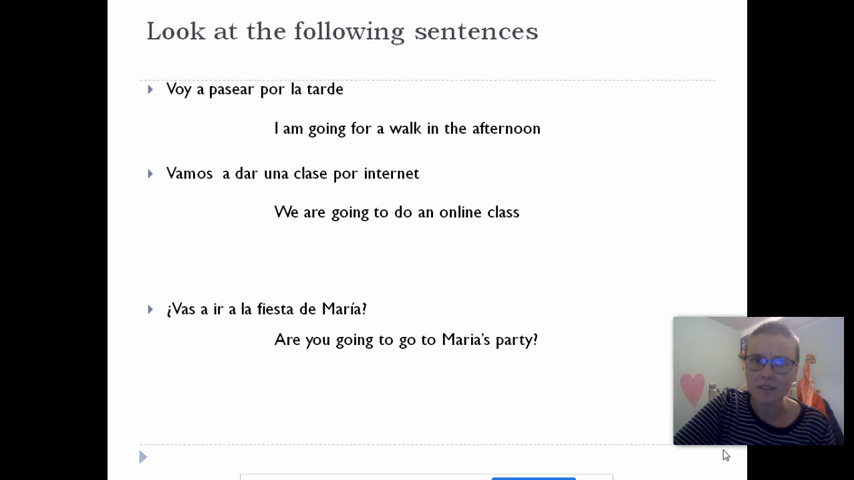 Look at the following sentences
Voy a pasear por la tarde
I am going for a walk in the afternoon
Vamos a dar una clase por internet
We are going to do an online class
¿Vas a ir a la fiesta de María?
Are you going to go to Maria's party?